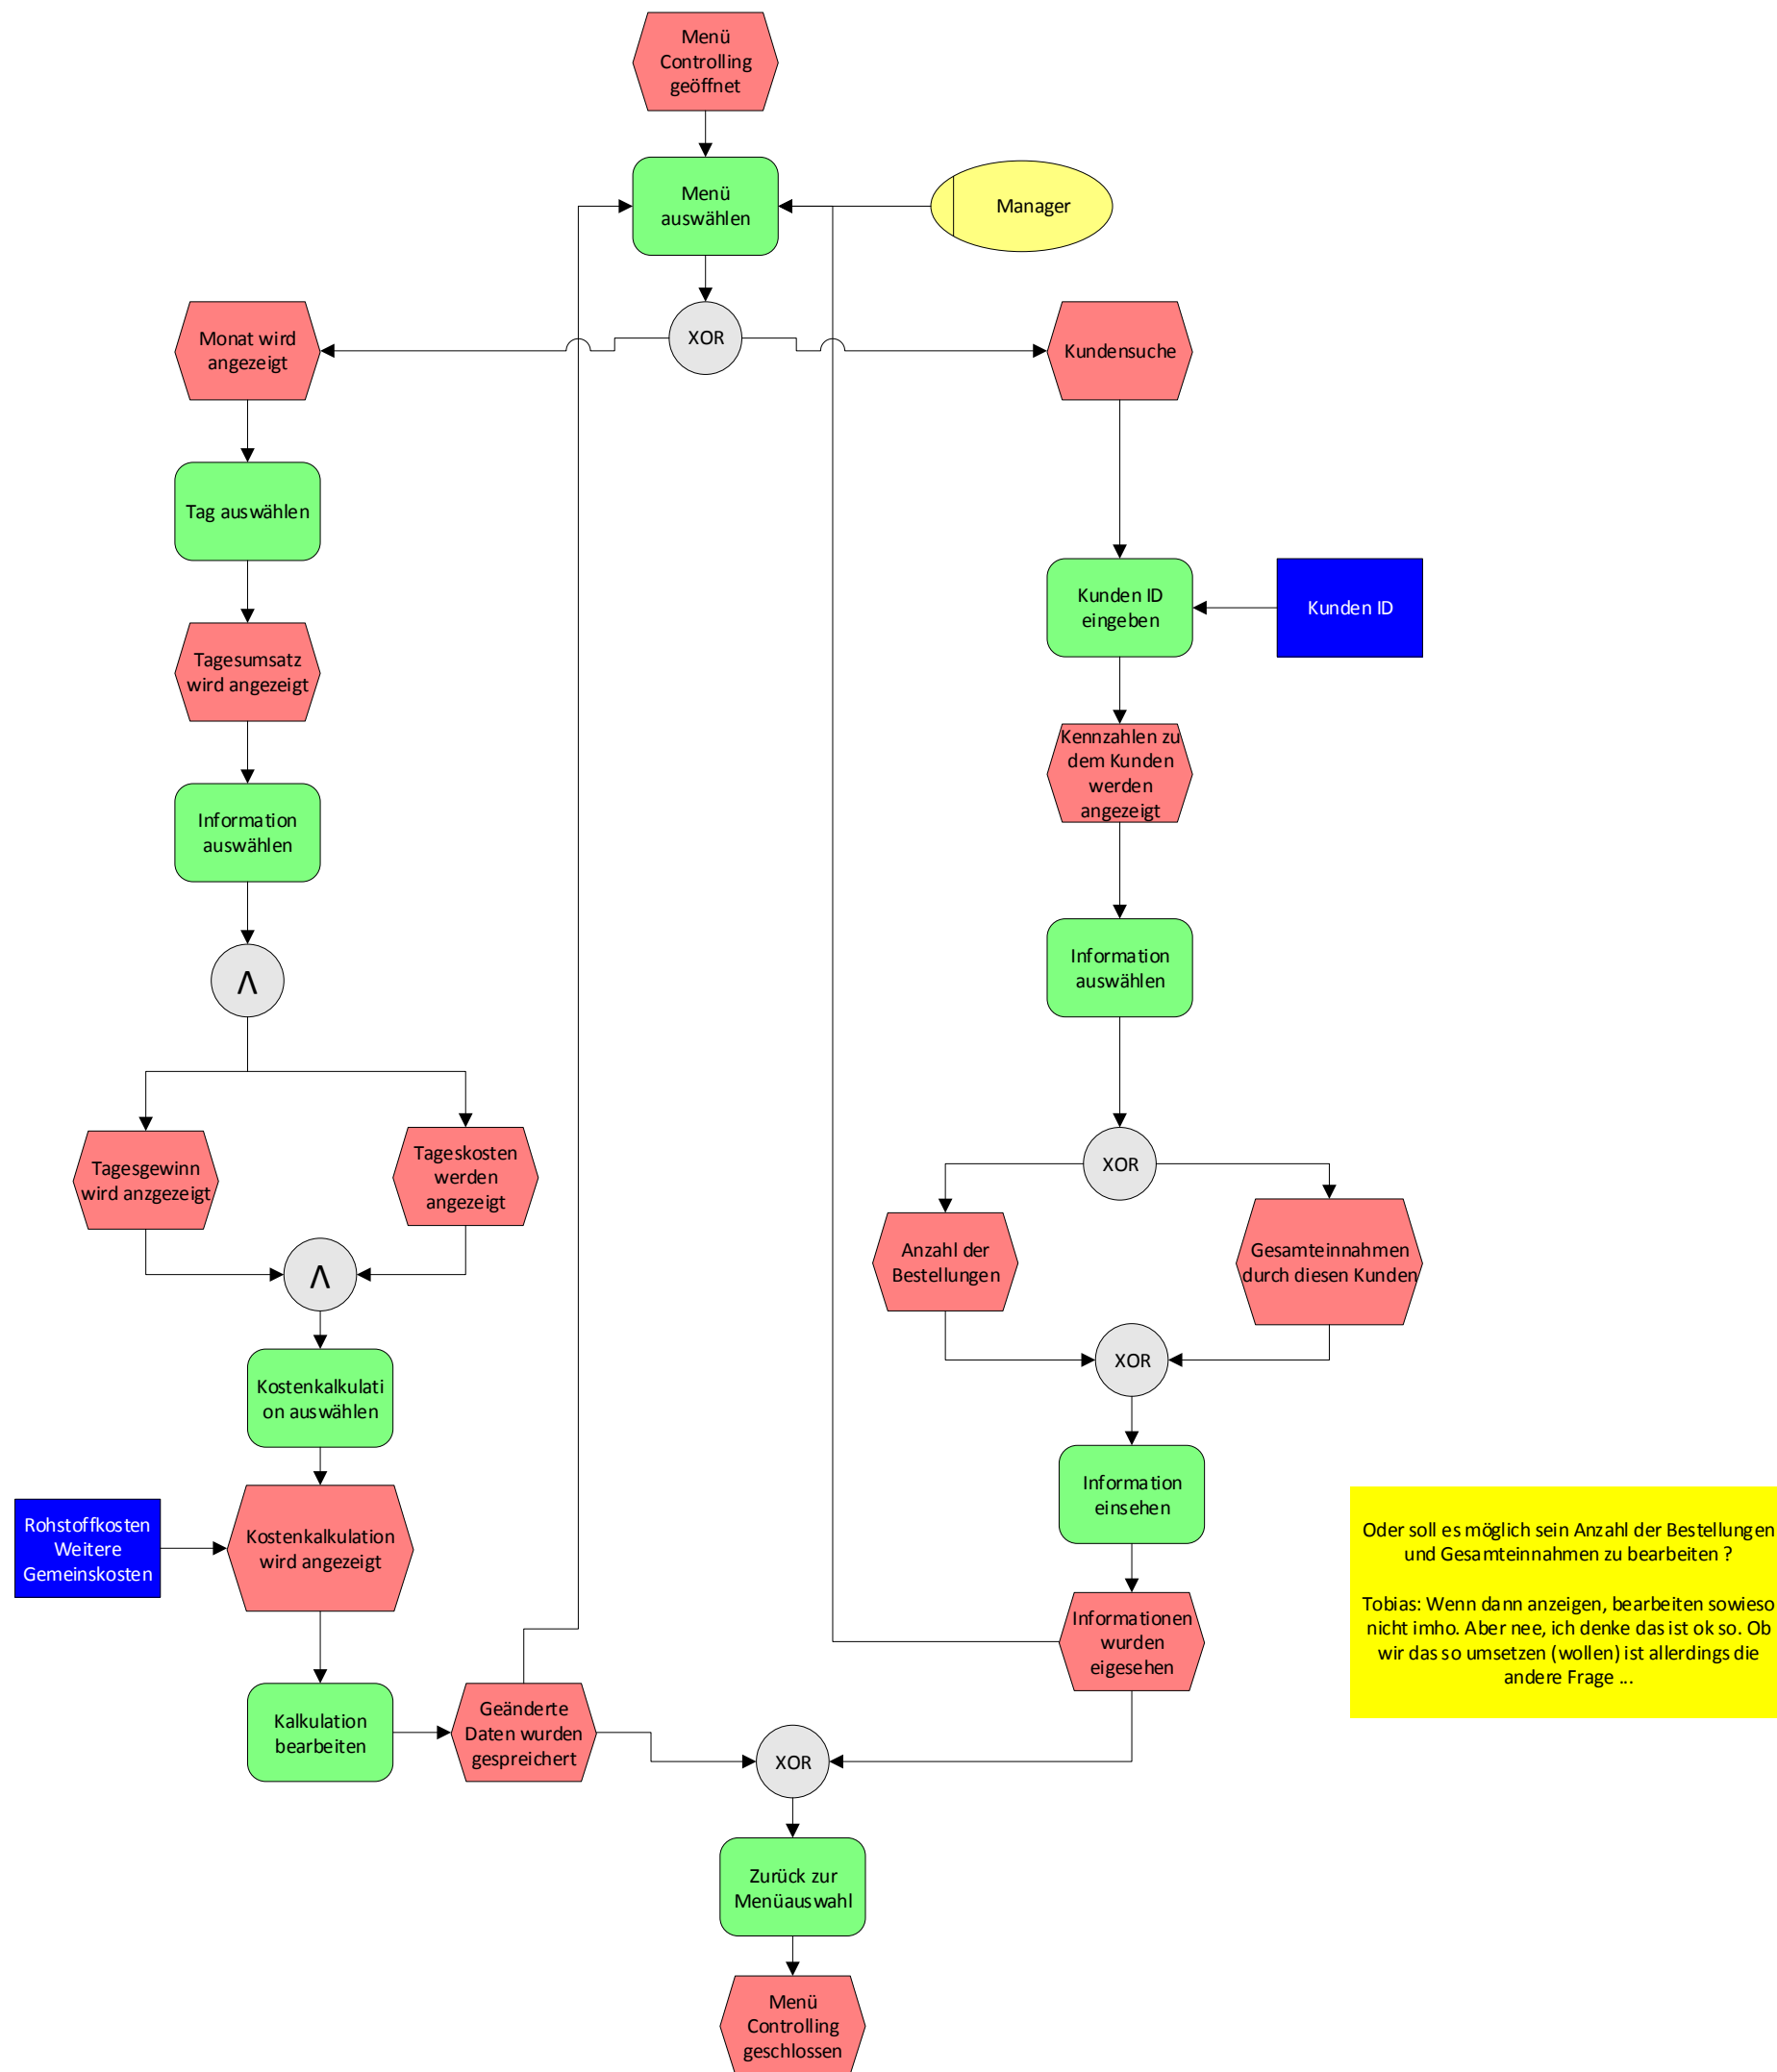 Menü
Controlling
geöffnet
Menü
auswählen
Manager
XOR
Monat wird
angezeigt
Kundensuche
Tag auswählen
Kunden ID
eingeben
Kunden ID
Tagesumsatz
wird angezeigt
Kennzahlen zu
dem Kunden
werden
angezeigt
Information
auswählen
Information
auswählen
Λ
Tagesgewinn
wird anzgezeigt
Tageskosten
werden
angezeigt
XOR
Anzahl der
Bestellungen
Gesamteinnahmen
durch diesen Kunden
Λ
XOR
Kostenkalkulati
on auswählen
Information
einsehen
Rohstoffkosten
Weitere
Gemeinskosten
Kostenkalkulation
wird angezeigt
Oder soll es möglich sein Anzahl der Bestellungen
und Gesamteinnahmen zu bearbeiten ?
Tobias: Wenn dann anzeigen, bearbeiten sowieso
nicht imho. Aber nee, ich denke das ist ok so. Ob
wir das so umsetzen (wollen) ist allerdings die
andere Frage ...
Informationen
wurden
eigesehen
Kalkulation
bearbeiten
Geänderte
Daten wurden
gespreichert
XOR
Zurück zur
Menüauswahl
Menü
Controlling
geschlossen